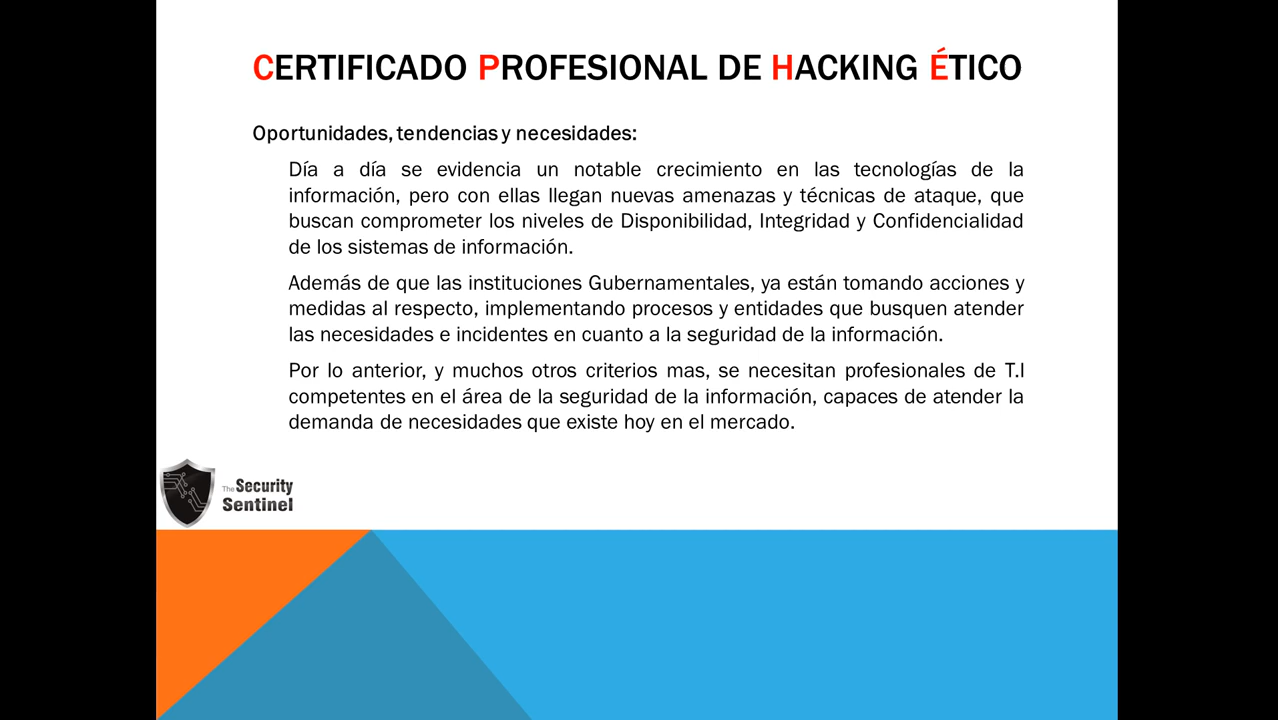 CERTIFICADO PROFESIONAL DE HACKING ÉTICO
Oportunidades, tendencias y necesidades:
Día a día se evidencia un notable crecimiento en las tecnologías de la
información, pero con ellas llegan nuevas amenazas y técnicas de ataque, que
buscan comprometer los niveles de Disponibilidad, Integridad y Confidencialidad
de los sistemas de información.
Además de que las instituciones Gubernamentales, ya están tomando acciones y
medidas al respecto, implementando procesos y entidades que busquen atender
las necesidades e incidentes en cuanto a la seguridad de la información.
Por lo anterior, y muchos otros criterios mas, se necesitan profesionales de T.I
competentes en el área de la seguridad de la información, capaces de atender la
demanda de necesidades que existe hoy en el mercado.
The Security
Sentinel